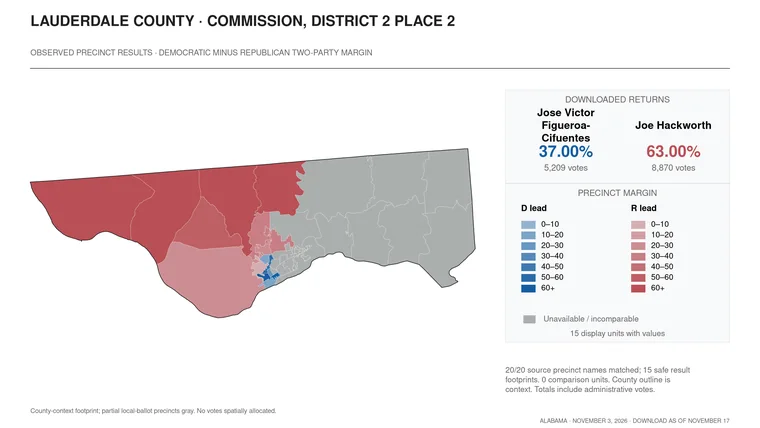 LAUDERDALE COUNTY · COMMISSION, DISTRICT 2 PLACE 2
OBSERVED PRECINCT RESULTS · DEMOCRATIC MINUS REPUBLICAN TWO-PARTY MARGIN
DOWNLOADED RETURNS
Jose Victor
Figueroa-
Cifuentes
Joe Hackworth
37.00%
63.00%
5,209 votes
8,870 votes
PRECINCT MARGIN
D lead
R lead
0–10
0–10
10–20
10–20
20–30
20–30
30–40
30–40
40–50
40–50
50–60
50–60
60+
60+
Unavailable / incomparable
15 display units with values
20/20 source precinct names matched; 15 safe result
footprints. 0 comparison units. County outline is
context. Totals include administrative votes.
County-context footprint; partial local-ballot precincts gray. No votes spatially allocated.
ALABAMA · NOVEMBER 3, 2026 · DOWNLOAD AS OF NOVEMBER 17